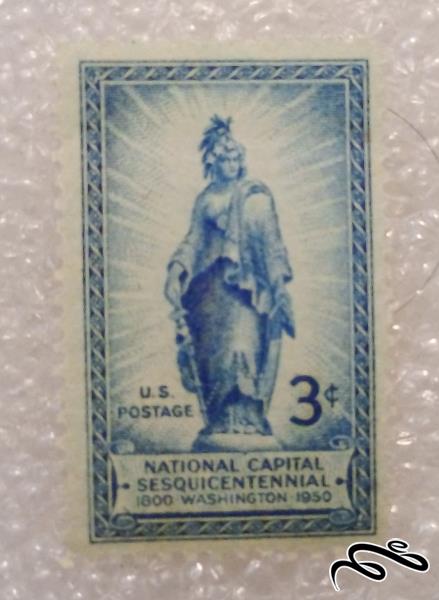 U.S.
POSTAGE
3¢
NATIONAL CAPITAL
SESQUICENTENNIAL
1800·WASHINGTON·1950